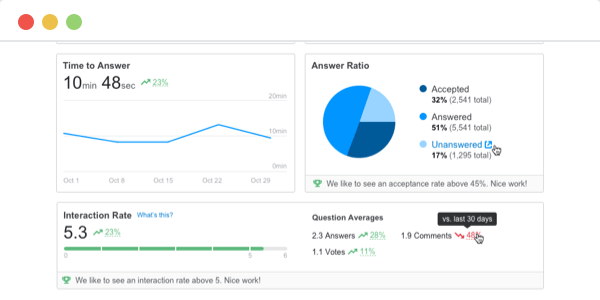 Time to Answer
10min 48sec 23%
20min
10min
0min
Oct 1 Oct 8 Oct 15 Oct 22 Oct 29
Answer Ratio
Accepted
32% (2,541 total)
Answered
51% (5,541 total)
Unanswered
17% (1,295 total)
We like to see an acceptance rate above 45%. Nice work!
Interaction Rate What's this?
5.3 23%
0 5 6
We like to see an interaction rate above 5. Nice work!
Question Averages
vs. last 30 days
2.3 Answers 28% 1.9 Comments 48%
1.1 Votes 11%